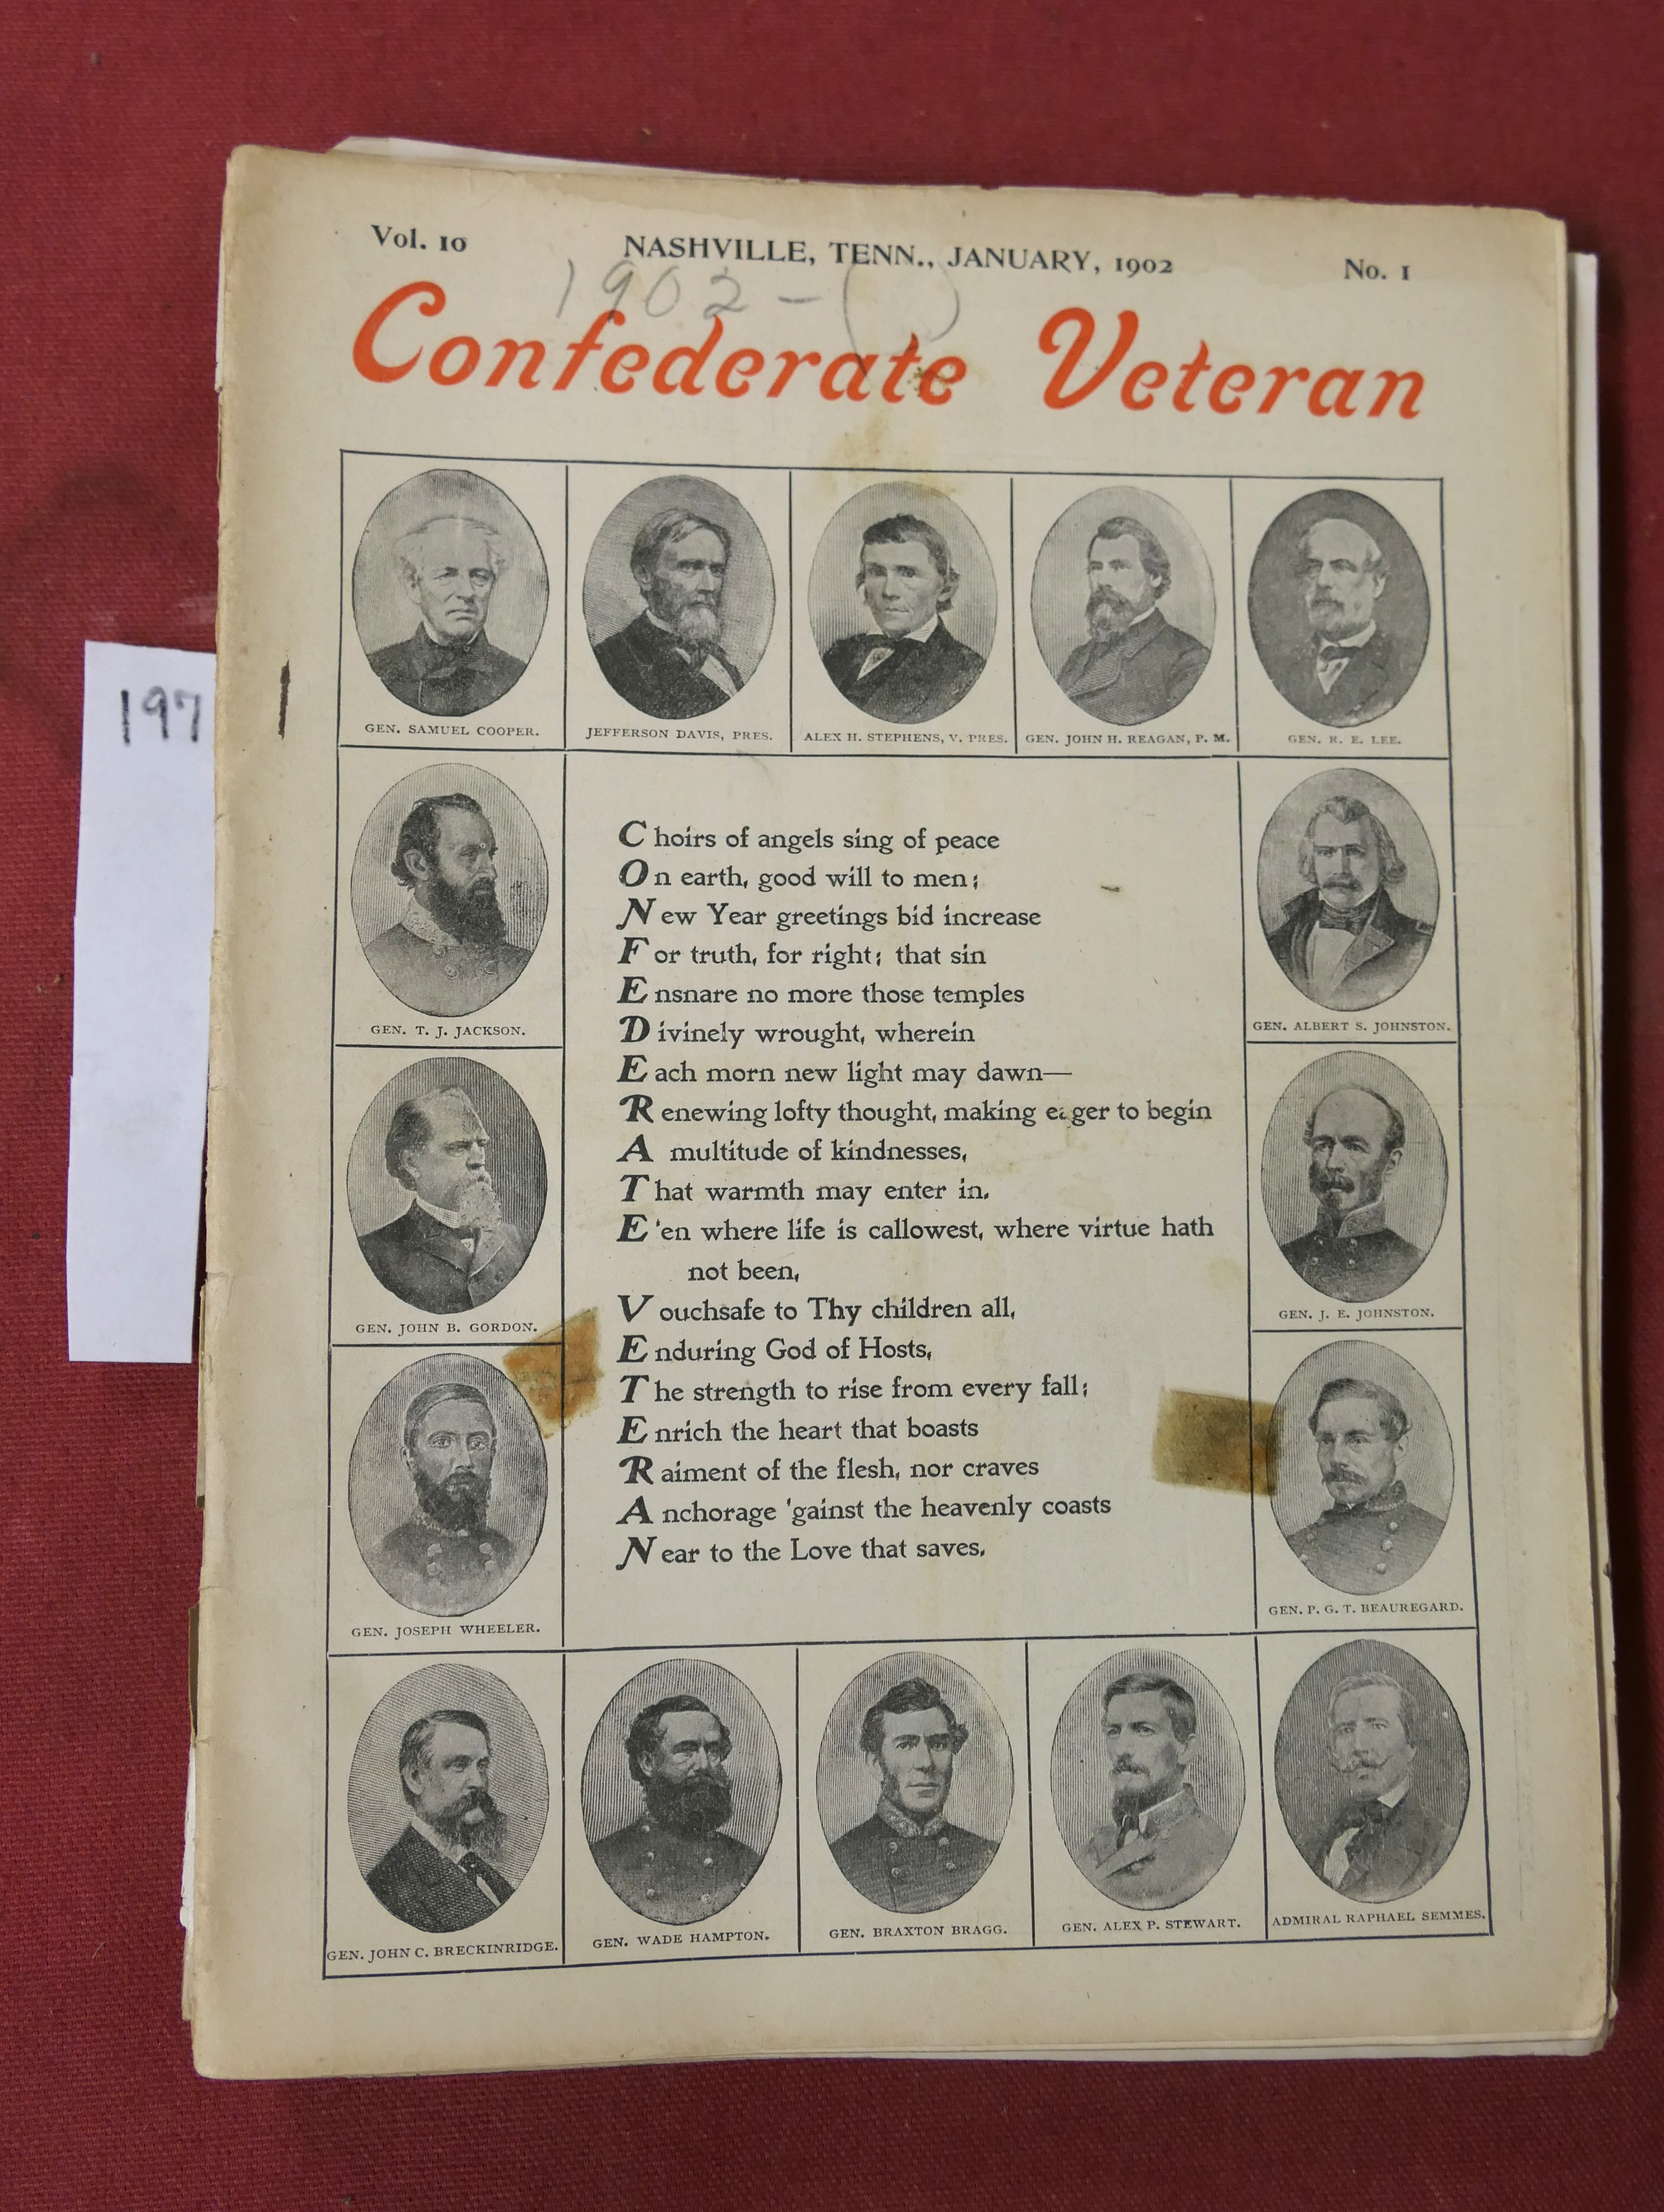 Vol. 10 NASHVILLE, TENN., JANUARY, 1902 No. 1
1902-( )
Confederate Veteran
GEN. SAMUEL COOPER. JEFFERSON DAVIS, PRES. ALEX H. STEPHENS, V. PRES. GEN. JOHN H. REAGAN, P. M. GEN. R. E. LEE.
197
Choirs of angels sing of peace
On earth, good will to men;
New Year greetings bid increase
For truth, for right; that sin
Ensnare no more those temples
Divinely wrought, wherein
Each morn new light may dawn—
Renewing lofty thought, making eager to begin
A multitude of kindnesses,
That warmth may enter in,
E'en where life is callowest, where virtue hath
not been,
Vouchsafe to Thy children all,
Enduring God of Hosts,
The strength to rise from every fall;
Enrich the heart that boasts
Raiment of the flesh, nor craves
Anchorage 'gainst the heavenly coasts
Near to the Love that saves.
GEN. T. J. JACKSON.
GEN. JOHN B. GORDON.
GEN. JOSEPH WHEELER.
GEN. ALBERT S. JOHNSTON.
GEN. J. E. JOHNSTON.
GEN. P. G. T. BEAUREGARD.
GEN. JOHN C. BRECKINRIDGE. GEN. WADE HAMPTON. GEN. BRAXTON BRAGG. GEN. ALEX P. STEWART. ADMIRAL RAPHAEL SEMMES.